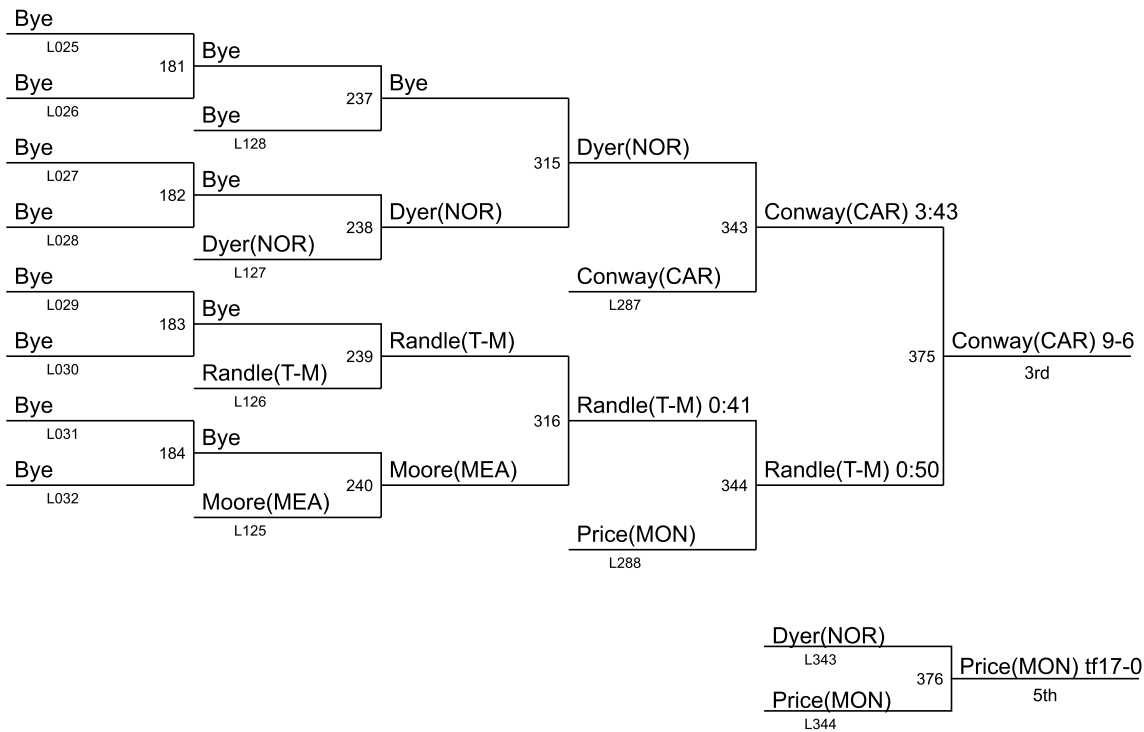 Bye
L025
Bye
181
Bye
Bye
L026
237
Bye
L128
Bye
L027
315
Dyer(NOR)
Bye
182
Bye
L028
238
Dyer(NOR)
343
Conway(CAR) 3:43
Dyer(NOR)
L127
Bye
L029
Conway(CAR)
L287
Bye
183
Bye
L030
239
Randle(T-M)
375
Conway(CAR) 9-6
3rd
Randle(T-M)
L126
Bye
L031
316
Randle(T-M) 0:41
Bye
184
Bye
L032
240
Moore(MEA)
344
Randle(T-M) 0:50
Moore(MEA)
L125
Price(MON)
L288
Dyer(NOR)
L343
376
Price(MON) tf17-0
5th
Price(MON)
L344